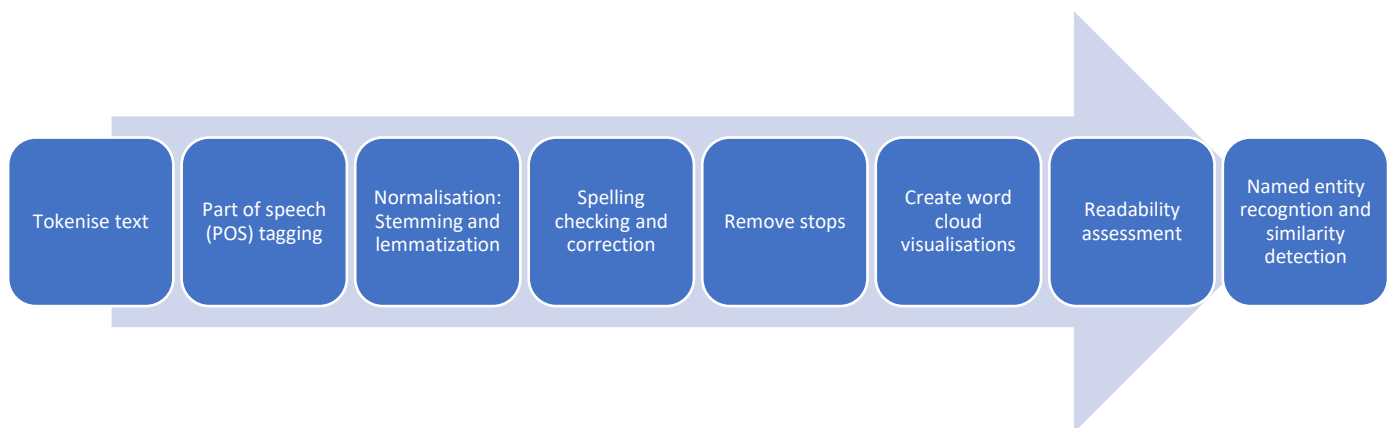 Tokenise text
Part of speech
(POS) tagging
Normalisation:
Stemming and
lemmatization
Spelling
checking and
correction
Remove stops
Create word
cloud
visualisations
Readability
assessment
Named entity
recogntion and
similarity
detection